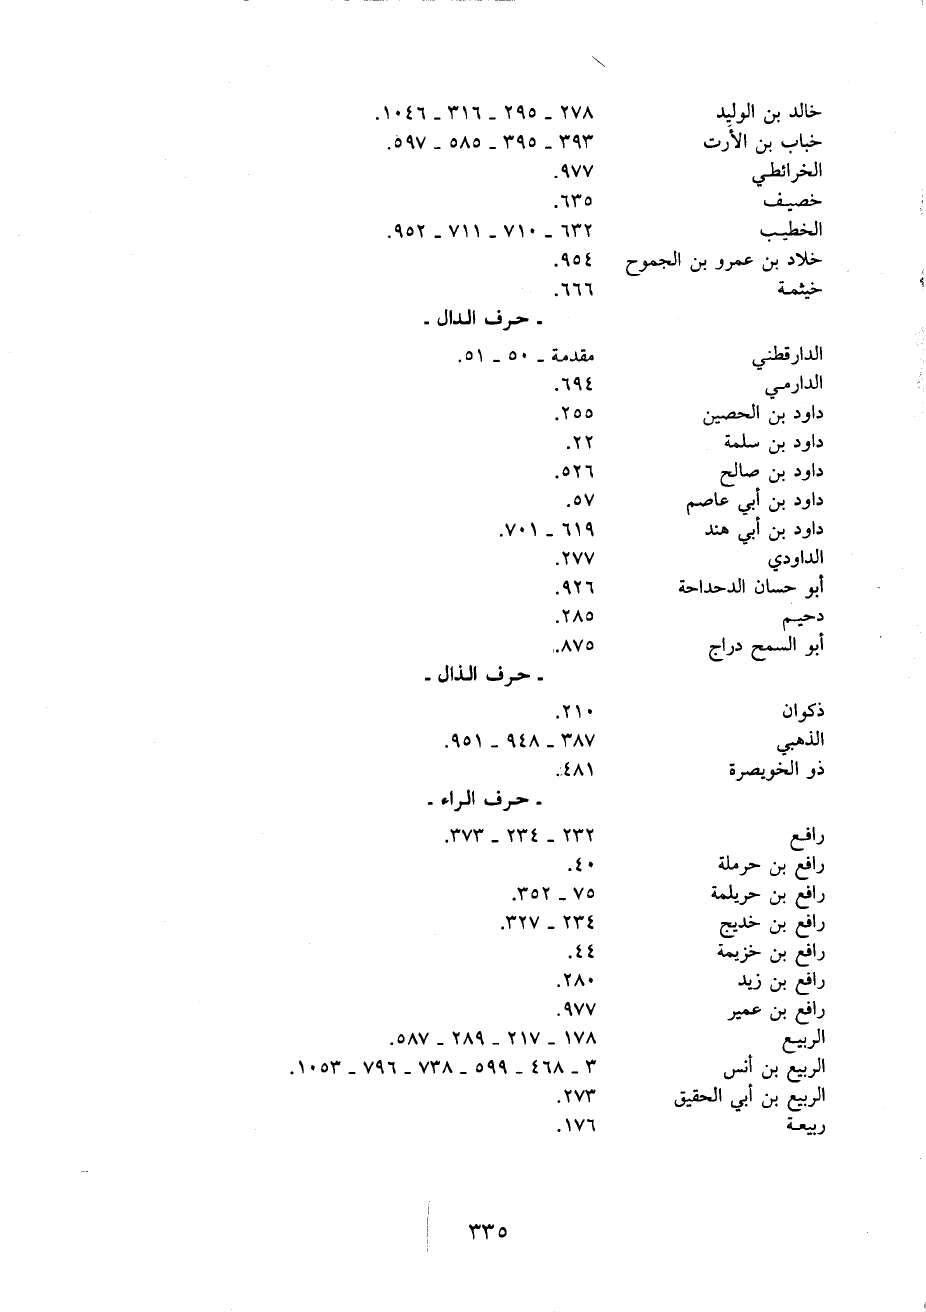 خالد بن الوليد ٢٧٨ ـ ٢٩٥ ـ ٣١٦ ـ ١٠٤٦.
خباب بن الأرت ٣٩٣ ـ ٣٩٥ ـ ٥٨٥ ـ ٥٩٧.
الخرائطي ٩٧٧.
خصيف ٦٣٥.
الخطيب ٦٣٢ ـ ٧١٠ ـ ٧١١ ـ ٩٥٢.
خلاد بن عمرو بن الجموح ٩٥٤.
خيثمة ٦٦٦.
ـ حرف الدال ـ
الدارقطني مقدمة ـ ٥٠ ـ ٥١.
الدارمي ٦٩٤.
داود بن الحصين ٢٥٥.
داود بن سلمة ٢٢.
داود بن صالح ٥٢٦.
داود بن أبي عاصم ٥٧.
داود بن أبي هند ٦١٩ ـ ٧٠١.
الداودي ٢٧٧.
أبو حسان الدحداحة ٩٢٦.
دحيم ٢٨٥.
أبو السمح دراج ٨٧٥.
ـ حرف الذال ـ
ذكوان ٢١٠.
الذهبي ٣٨٧ ـ ٩٤٨ ـ ٩٥١.
ذو الخويصرة ٤٨١.
ـ حرف الراء ـ
رافع ٢٣٢ ـ ٢٣٤ ـ ٣٧٣.
رافع بن حرملة ٤٠.
رافع بن حريلمة ٧٥ ـ ٣٥٢.
رافع بن خديج ٢٣٤ ـ ٣٢٧.
رافع بن خزيمة ٤٤.
رافع بن زيد ٢٨٠.
رافع بن عمير ٩٧٧.
الربيع ١٧٨ ـ ٢١٧ ـ ٢٨٩ ـ ٥٨٧.
الربيع بن أنس ٣ ـ ٤٦٨ ـ ٥٩٩ ـ ٧٣٨ ـ ٧٩٦ ـ ١٠٥٣.
الربيع بن أبي الحقيق ٢٧٣.
ربيعة ١٧٦.
٣٣٥